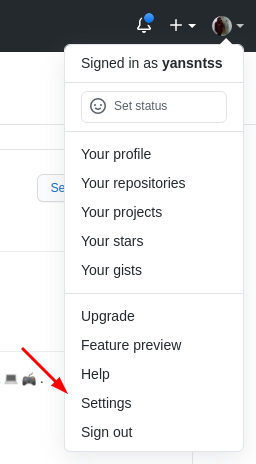 Signed in as yansntss
Set status
Your profile
Your repositories
Se
Your projects
Your stars
Your gists
Upgrade
Feature preview
Help
Settings
Sign out